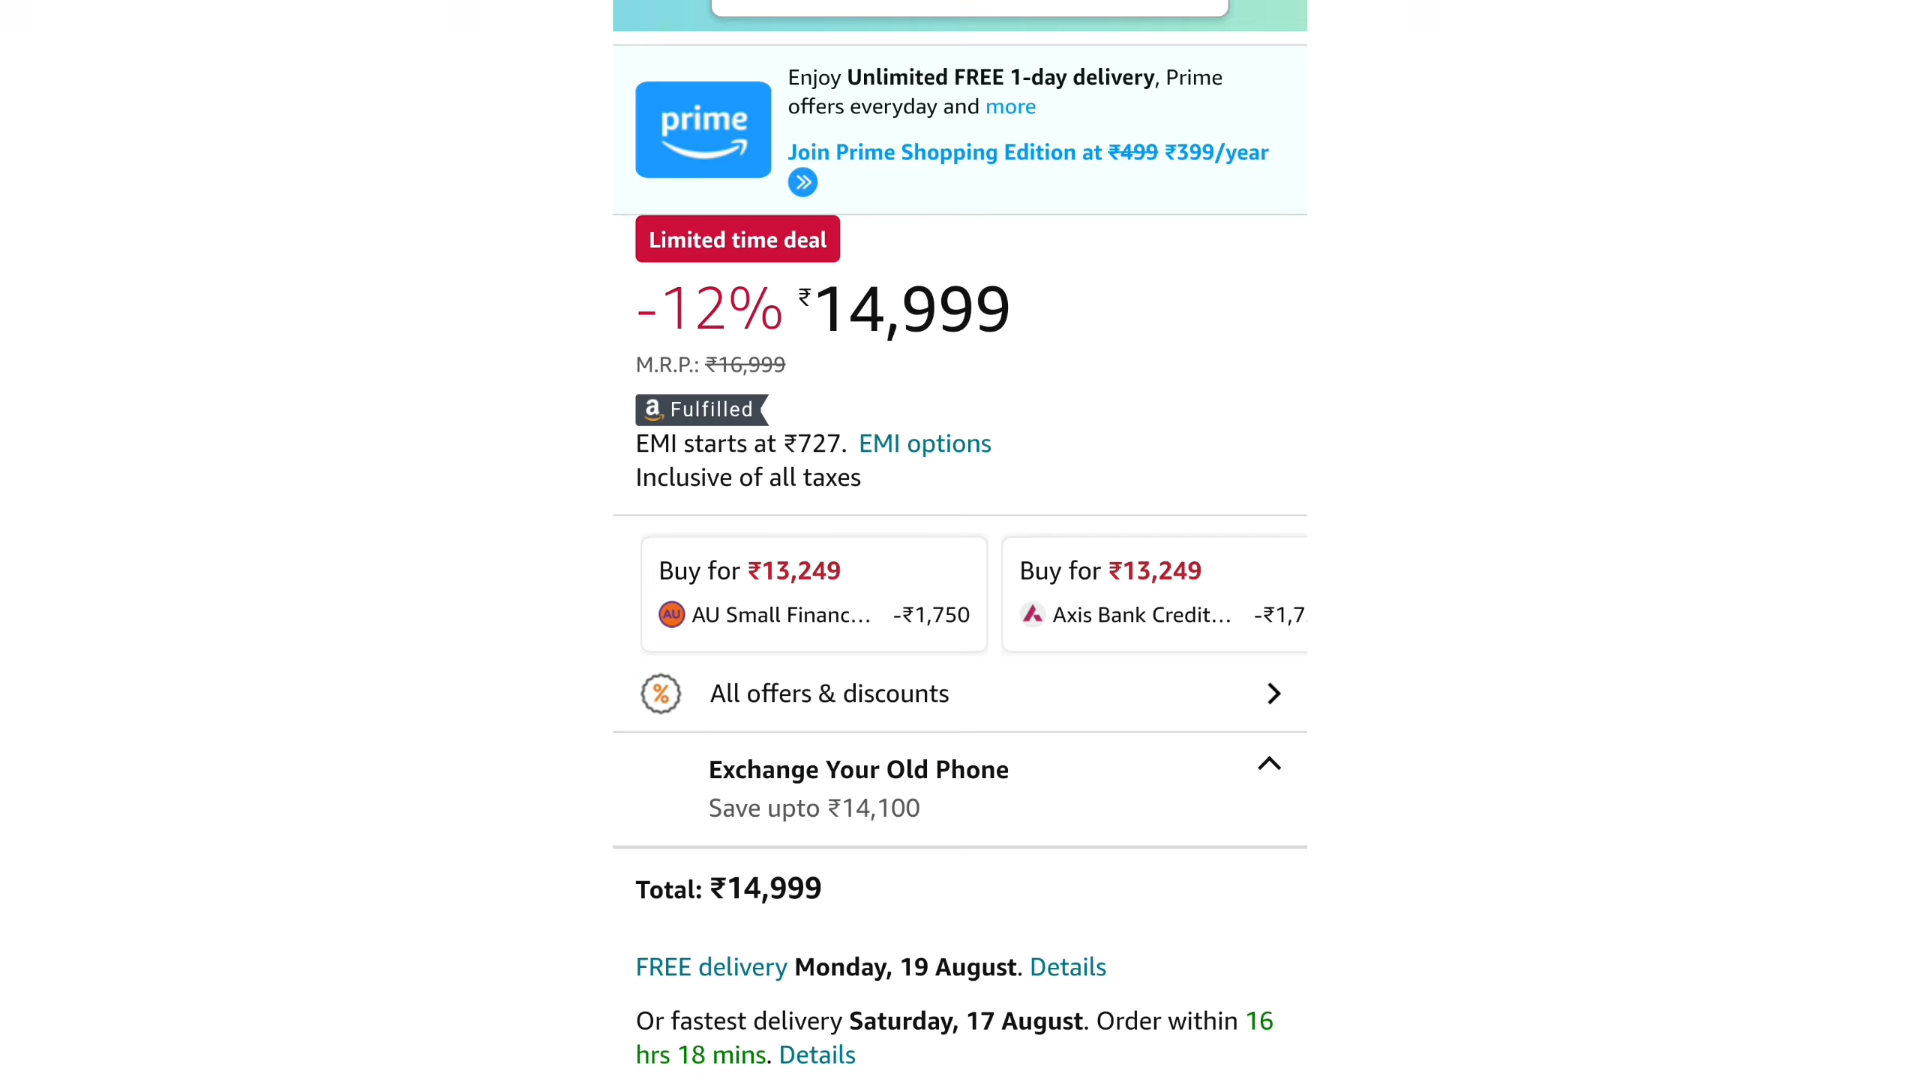 Enjoy Unlimited FREE 1-day delivery, Prime
offers everyday and more
prime
Join Prime Shopping Edition at ₹499 ₹399/year
Limited time deal
-12% ₹14,999
M.R.P.: ₹16,999
a Fulfilled
EMI starts at ₹727. EMI options
Inclusive of all taxes
Buy for ₹13,249
AU AU Small Financ... -₹1,750
Buy for ₹13,249
Axis Bank Credit... -₹1,7
% All offers & discounts
Exchange Your Old Phone
Save upto ₹14,100
Total: ₹14,999
FREE delivery Monday, 19 August. Details
Or fastest delivery Saturday, 17 August. Order within 16
hrs 18 mins. Details